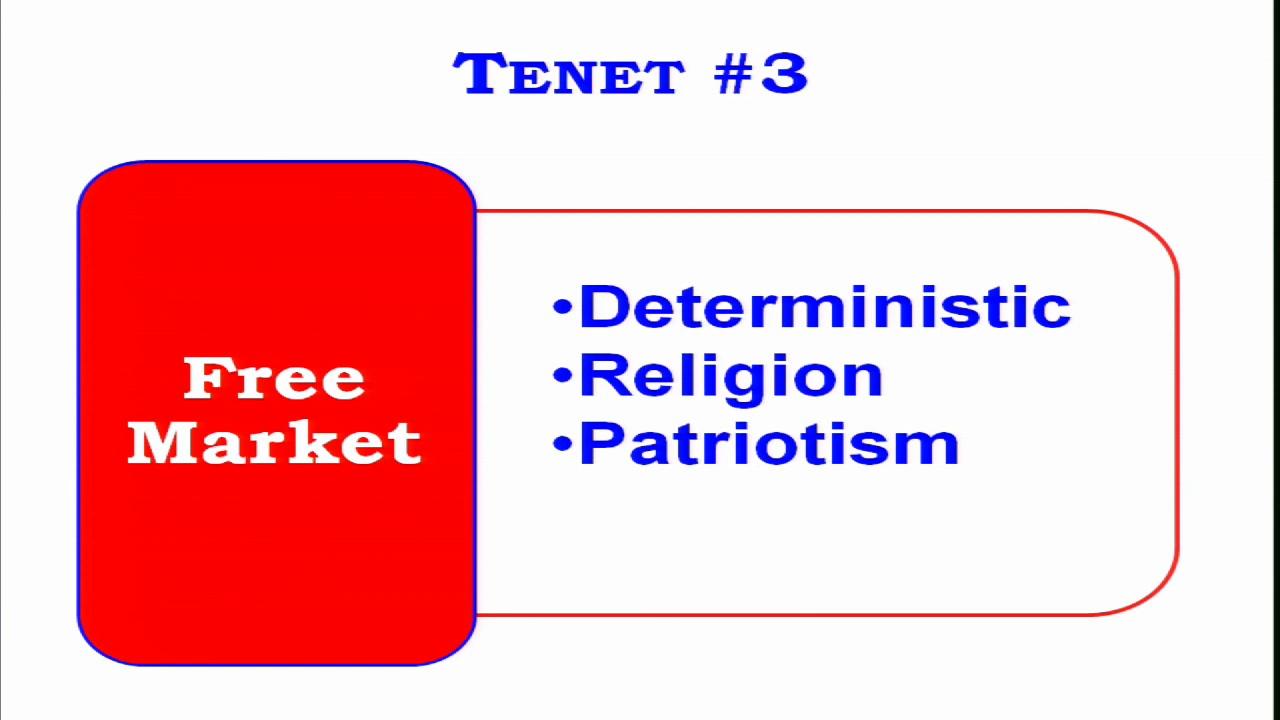 TENET #3
Free
Market
•Deterministic
•Religion
•Patriotism